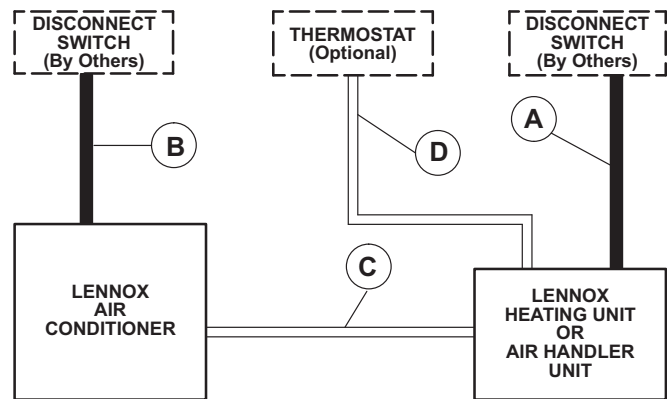 DISCONNECT
SWITCH
(By Others)
THERMOSTAT
(Optional)
DISCONNECT
SWITCH
(By Others)
B
D
A
C
LENNOX
AIR
CONDITIONER
LENNOX
HEATING UNIT
OR
AIR HANDLER
UNIT